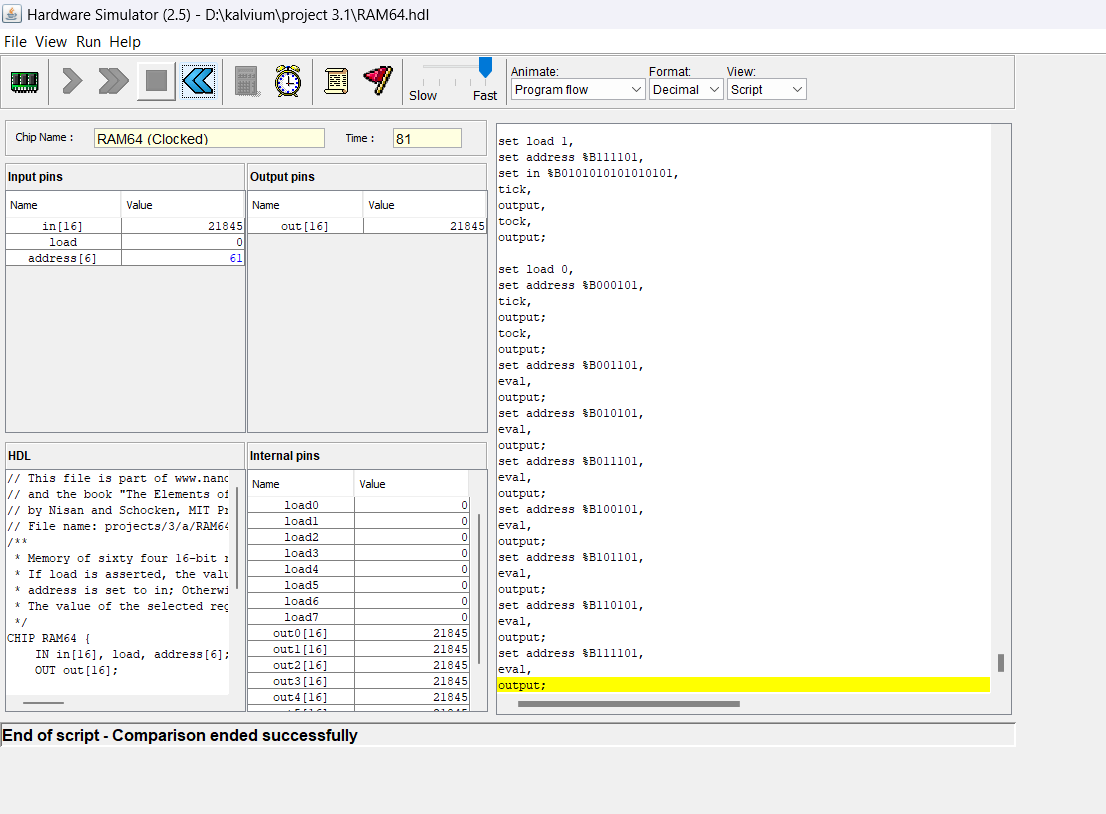 Hardware Simulator (2.5) - D:\kalvium\project 3.1\RAM64.hdl
File View Run Help
Animate: Format: View:
Slow Fast Program flow Decimal Script
Chip Name : RAM64 (Clocked) Time : 81
Input pins
Name Value
in[16] 21845
load 0
address[6] 61
Output pins
Name Value
out[16] 21845
HDL
// This file is part of www.nand
// and the book "The Elements of
// by Nisan and Schocken, MIT Pr
// File name: projects/3/a/RAM64
/**
* Memory of sixty four 16-bit r
* If load is asserted, the valu
* address is set to in; Otherwi
* The value of the selected reg
*/
CHIP RAM64 {
IN in[16], load, address[6];
OUT out[16];
Internal pins
Name Value
load0 0
load1 0
load2 0
load3 0
load4 0
load5 0
load6 0
load7 0
out0[16] 21845
out1[16] 21845
out2[16] 21845
out3[16] 21845
out4[16] 21845
set load 1,
set address %B111101,
set in %B0101010101010101,
tick,
output,
tock,
output;
set load 0,
set address %B000101,
tick,
output;
tock,
output;
set address %B001101,
eval,
output;
set address %B010101,
eval,
output;
set address %B011101,
eval,
output;
set address %B100101,
eval,
output;
set address %B101101,
eval,
output;
set address %B110101,
eval,
output;
set address %B111101,
eval,
output;
End of script - Comparison ended successfully